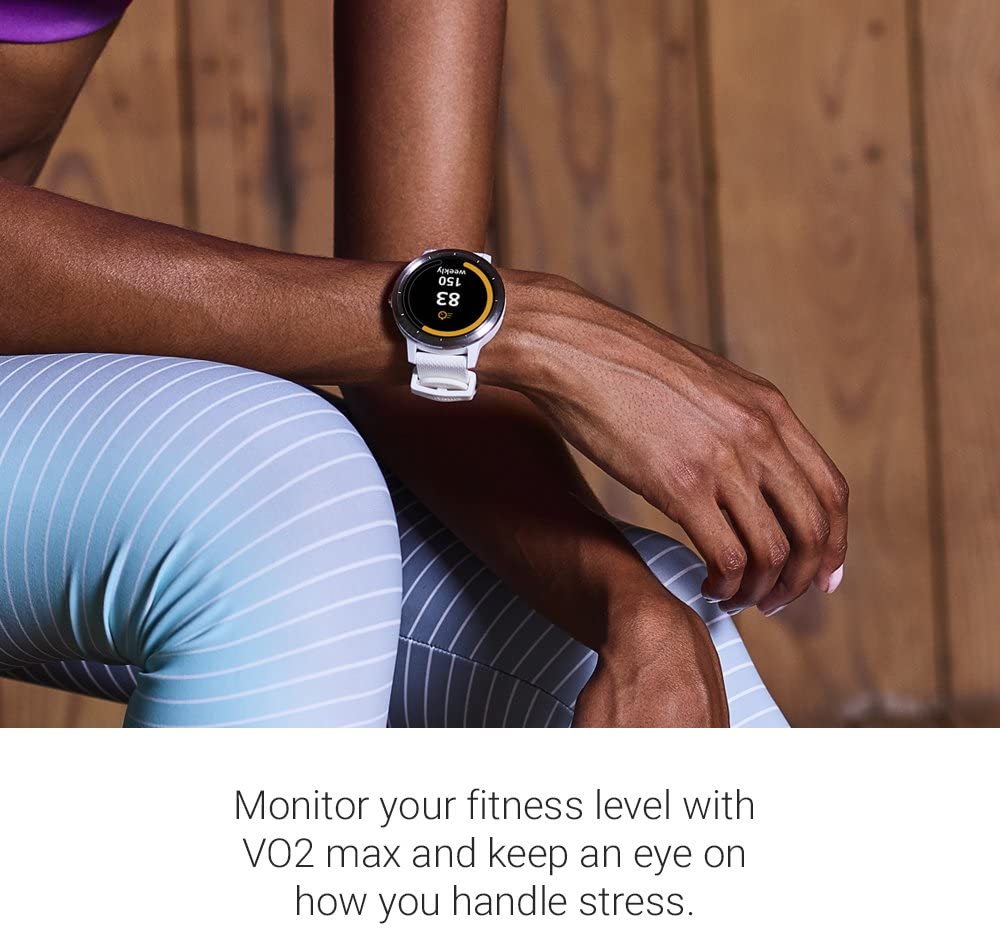 83
150
weekly
Monitor your fitness level with
VO2 max and keep an eye on
how you handle stress.